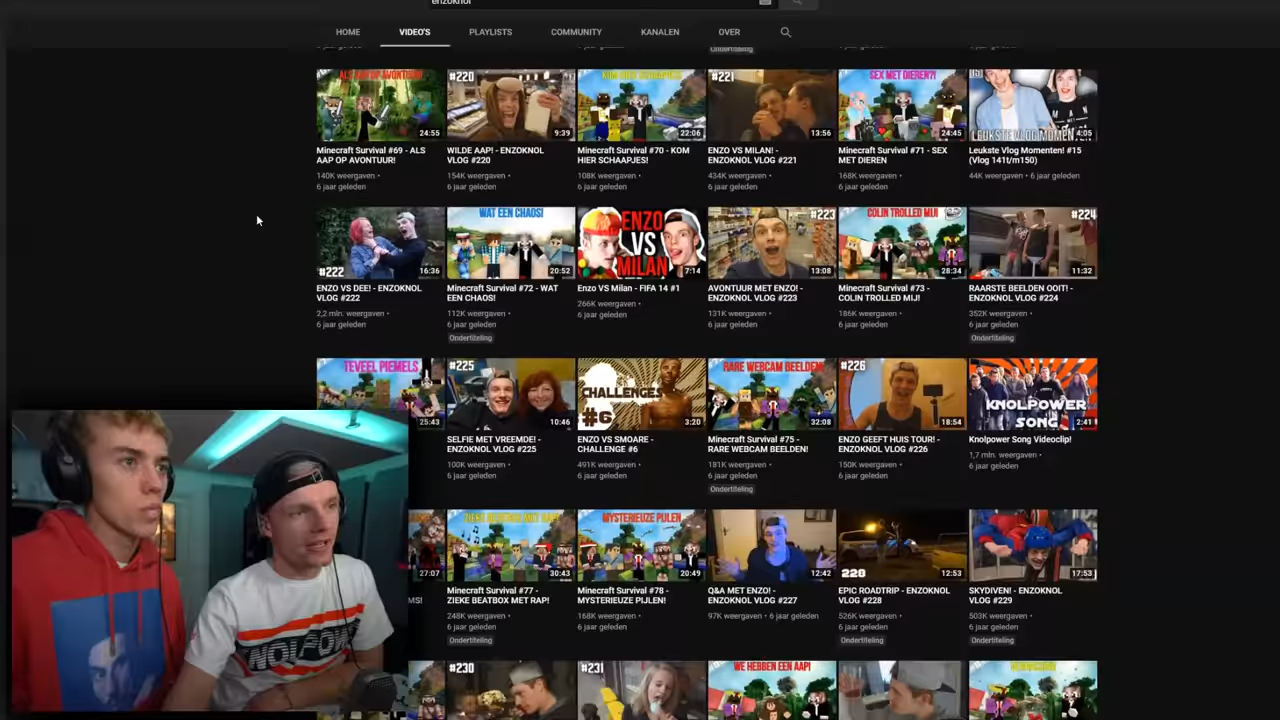 enzoknol
HOME VIDEO'S PLAYLISTS COMMUNITY KANALEN OVER
6 jaar geleden
Ondertiteling
ALS AAP OP AVONTUUR!
#220
KOM HIER SCHAAPJES!
#221
SEX MET DIEREN?!
LEUKSTE VLOG MOMEN
24:55
9:39
22:06
13:56
24:45
4:05
Minecraft Survival #69 - ALS
AAP OP AVONTUUR!
140K weergaven •
6 jaar geleden
WILDE AAP! - ENZOKNOL
VLOG #220
154K weergaven •
6 jaar geleden
Minecraft Survival #70 - KOM
HIER SCHAAPJES!
108K weergaven •
6 jaar geleden
ENZO VS MILAN! -
ENZOKNOL VLOG #221
434K weergaven •
6 jaar geleden
Minecraft Survival #71 - SEX
MET DIEREN
168K weergaven •
6 jaar geleden
Leukste Vlog Momenten! #15
(Vlog 141t/m150)
44K weergaven • 6 jaar geleden
#222
16:36
WAT EEN CHAOS!
20:52
ENZO
VS
MILAN
7:14
#223
13:08
COLIN TROLLED MIJ!
28:34
#224
11:32
ENZO VS DEE! - ENZOKNOL
VLOG #222
2,2 mln. weergaven •
6 jaar geleden
Minecraft Survival #72 - WAT
EEN CHAOS!
112K weergaven •
6 jaar geleden
Ondertiteling
Enzo VS Milan - FIFA 14 #1
266K weergaven •
6 jaar geleden
AVONTUUR MET ENZO! -
ENZOKNOL VLOG #223
131K weergaven •
6 jaar geleden
Minecraft Survival #73 -
COLIN TROLLED MIJ!
186K weergaven •
6 jaar geleden
RAARSTE BEELDEN OOIT! -
ENZOKNOL VLOG #224
352K weergaven •
6 jaar geleden
Ondertiteling
TEVEEL PIEMELS
25:43
#225
10:46
CHALLENGES
#6
3:20
RARE WEBCAM BEELDEN!
32:08
#226
18:54
KNOLPOWER
SONG
2:41
SELFIE MET VREEMDE! -
ENZOKNOL VLOG #225
100K weergaven •
6 jaar geleden
ENZO VS SMOARE -
CHALLENGE #6
491K weergaven •
6 jaar geleden
Minecraft Survival #75 -
RARE WEBCAM BEELDEN!
181K weergaven •
6 jaar geleden
Ondertiteling
ENZO GEEFT HUIS TOUR! -
ENZOKNOL VLOG #226
150K weergaven •
6 jaar geleden
Knolpower Song Videoclip!
1,7 mln. weergaven •
6 jaar geleden
27:07
ZIEKE BEATBOX MET RAP!
30:43
MYSTERIEUZE PIJLEN
20:49
12:42
228
12:53
17:53
MS!
Minecraft Survival #77 -
ZIEKE BEATBOX MET RAP!
248K weergaven •
6 jaar geleden
Ondertiteling
Minecraft Survival #78 -
MYSTERIEUZE PIJLEN!
168K weergaven •
6 jaar geleden
Q&A MET ENZO! -
ENZOKNOL VLOG #227
97K weergaven • 6 jaar geleden
EPIC ROADTRIP - ENZOKNOL
VLOG #228
526K weergaven •
6 jaar geleden
Ondertiteling
SKYDIVEN! - ENZOKNOL
VLOG #229
503K weergaven •
6 jaar geleden
Ondertiteling
#230
#231
WE HEBBEN EEN AAP!